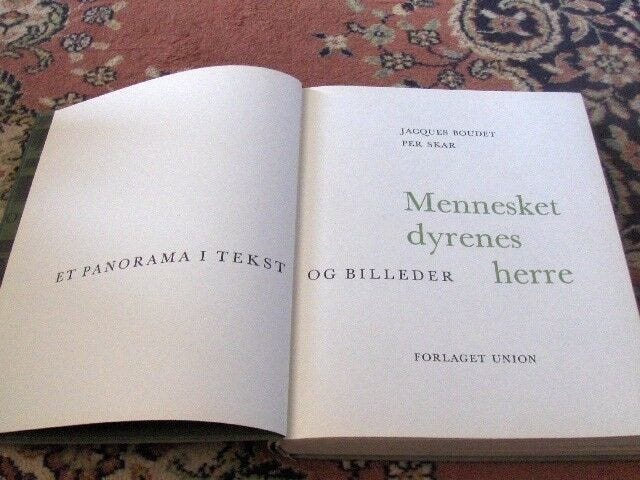 JACQUES BOUDET
PER SKAR
Mennesket
dyrenes
herre
ET PANORAMA I TEKST OG BILLEDER
FORLAGET UNION